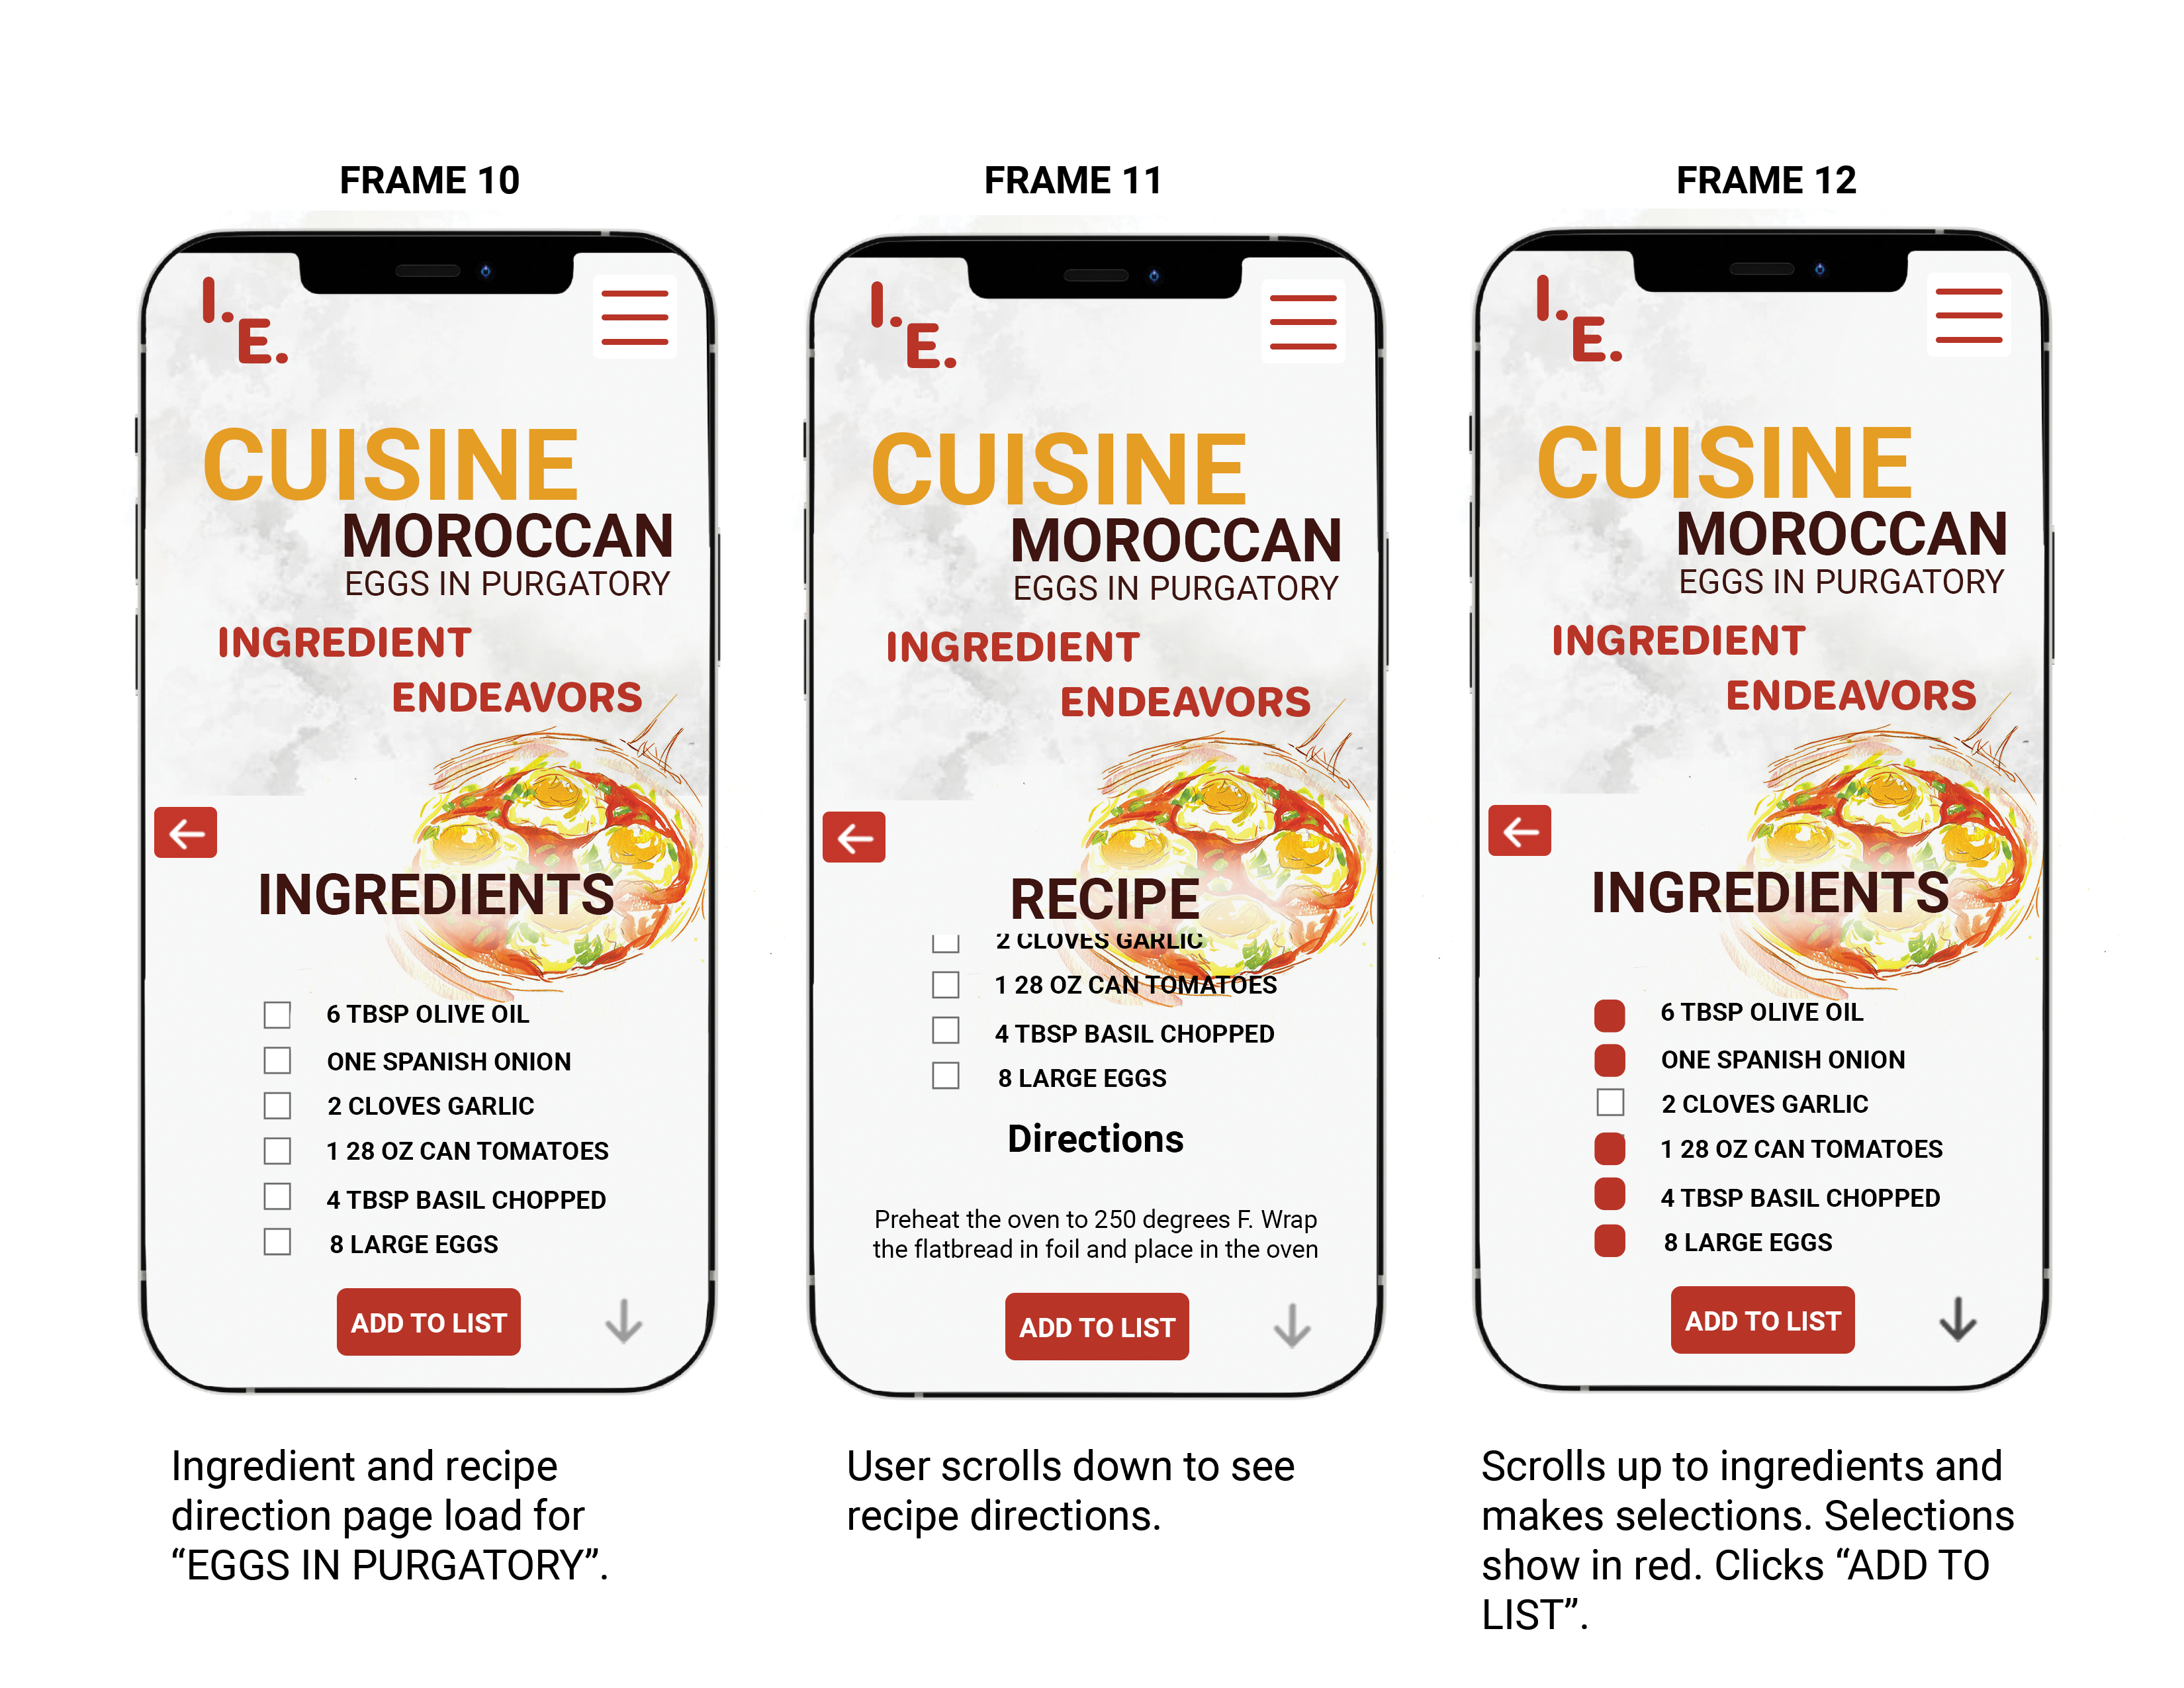 FRAME 10
I.
E.
CUISINE
MOROCCAN
EGGS IN PURGATORY
INGREDIENT
ENDEAVORS
INGREDIENTS
6 TBSP OLIVE OIL
ONE SPANISH ONION
2 CLOVES GARLIC
1 28 OZ CAN TOMATOES
4 TBSP BASIL CHOPPED
8 LARGE EGGS
ADD TO LIST
Ingredient and recipe
direction page load for
“EGGS IN PURGATORY”.
FRAME 11
I.
E.
CUISINE
MOROCCAN
EGGS IN PURGATORY
INGREDIENT
ENDEAVORS
RECIPE
2 CLOVES GARLIC
1 28 OZ CAN TOMATOES
4 TBSP BASIL CHOPPED
8 LARGE EGGS
Directions
Preheat the oven to 250 degrees F. Wrap
the flatbread in foil and place in the oven
ADD TO LIST
User scrolls down to see
recipe directions.
FRAME 12
I.
E.
CUISINE
MOROCCAN
EGGS IN PURGATORY
INGREDIENT
ENDEAVORS
INGREDIENTS
6 TBSP OLIVE OIL
ONE SPANISH ONION
2 CLOVES GARLIC
1 28 OZ CAN TOMATOES
4 TBSP BASIL CHOPPED
8 LARGE EGGS
ADD TO LIST
Scrolls up to ingredients and
makes selections. Selections
show in red. Clicks “ADD TO
LIST”.